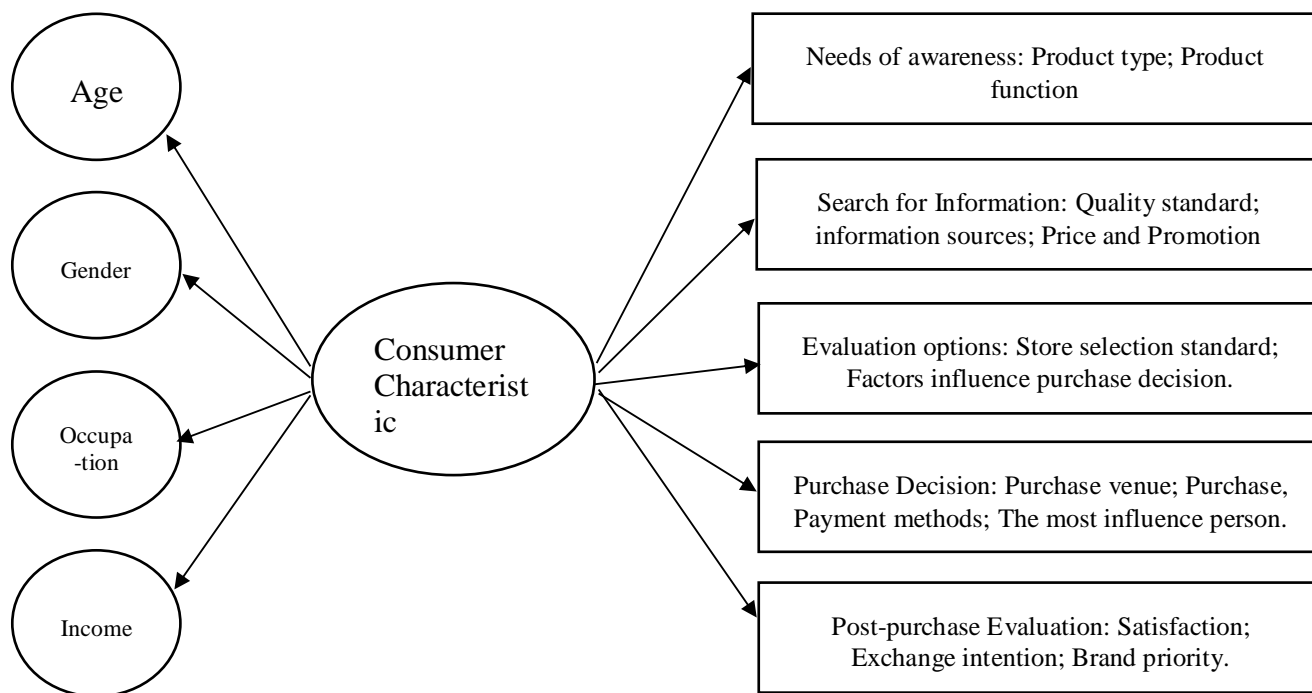 Age
Gender
Occupa
-tion
Income
Consumer
Characterist
ic
Needs of awareness: Product type; Product
function
Search for Information: Quality standard;
information sources; Price and Promotion
Evaluation options: Store selection standard;
Factors influence purchase decision.
Purchase Decision: Purchase venue; Purchase,
Payment methods; The most influence person.
Post-purchase Evaluation: Satisfaction;
Exchange intention; Brand priority.